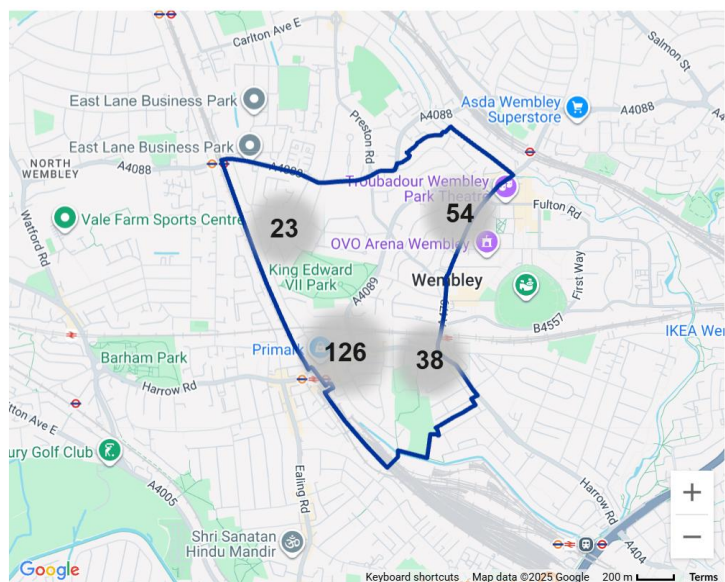 Carlton Ave E
Salmon St
East Lane Business Park
A4088
Asda Wembley
Superstore
A4088
Preston Rd
East Lane Business Park
NORTH
WEMBLEY
A4088
A4088
Troubadour Wembley
Park Theatre
Fulton Rd
Vale Farm Sports Centre
23
54
Watford Rd
OVO Arena Wembley
First Way
King Edward
VII Park
A4089
Wembley
A479
B4557
IKEA Wem
Primark
126
38
Barham Park
Harrow Rd
tton Ave E
ury Golf Club
A4005
Ealing Rd
Harrow Rd
A404
Shri Sanatan
Hindu Mandir
+
−
Google
Keyboard shortcuts
Map data ©2025 Google
200 m
Terms